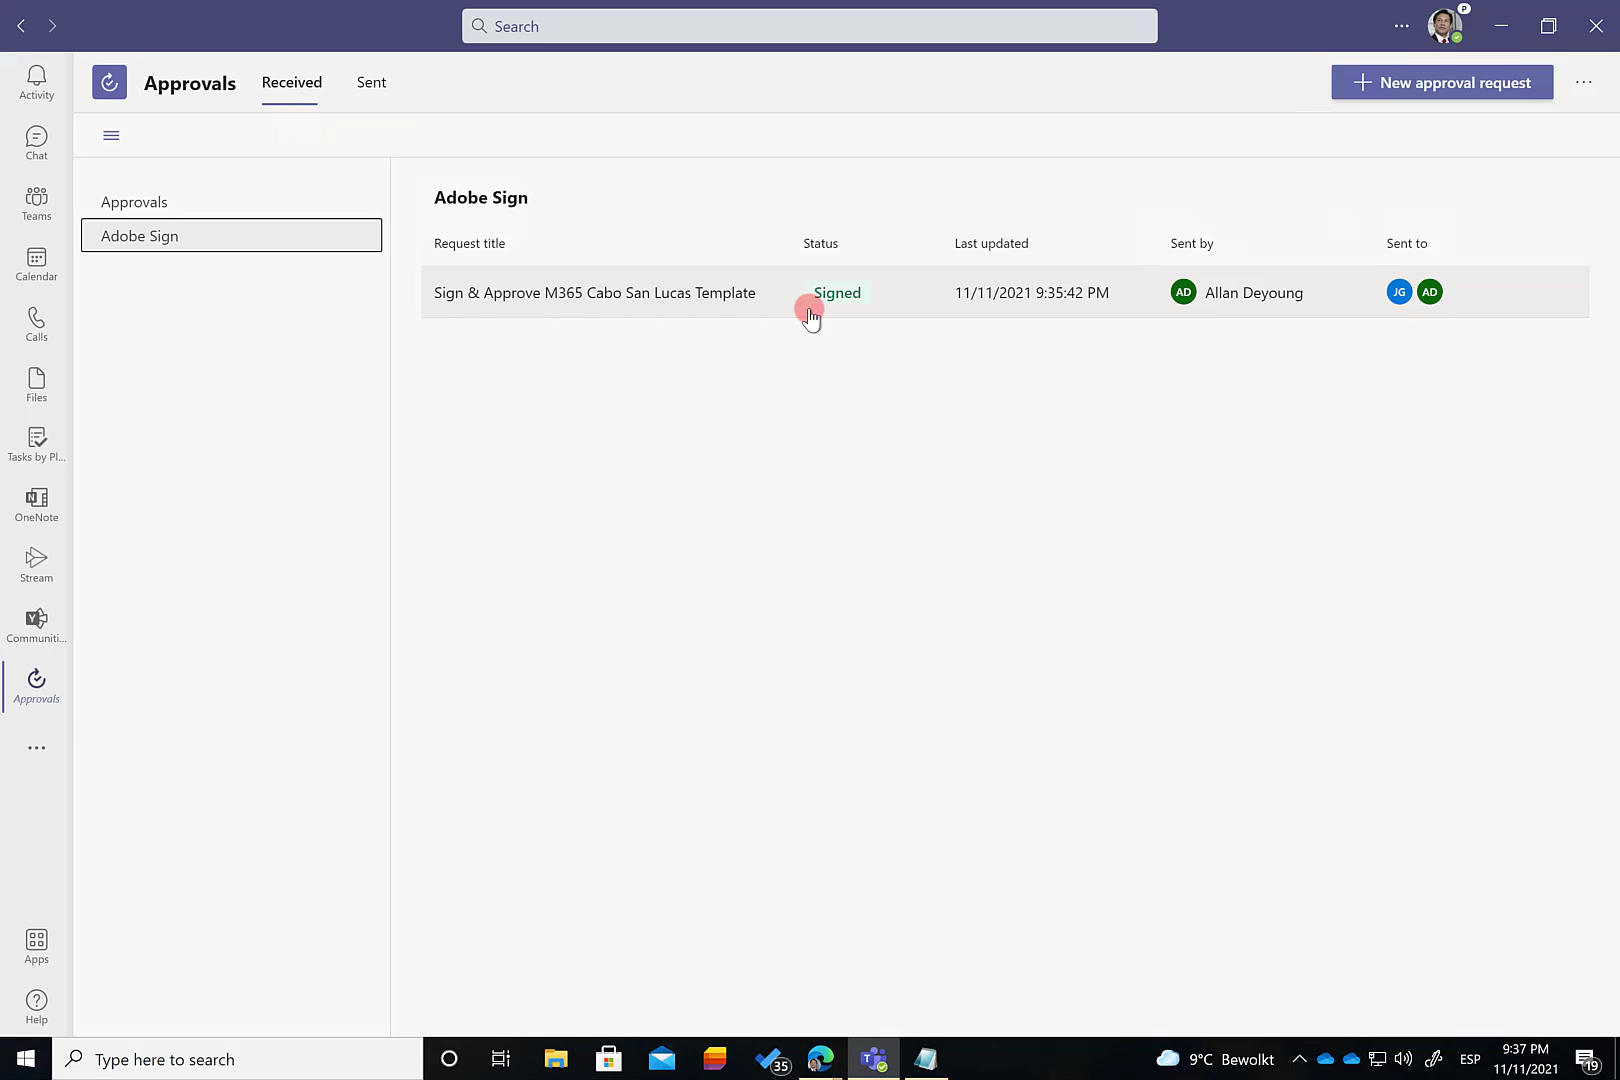 Search
P
Activity
Chat
Teams
Calendar
Calls
Files
Tasks by Pl...
OneNote
Stream
Communiti...
Approvals
Apps
Help
Approvals
Received
Sent
New approval request
Approvals
Adobe Sign
Adobe Sign
Request title
Status
Last updated
Sent by
Sent to
Sign & Approve M365 Cabo San Lucas Template
Signed
11/11/2021 9:35:42 PM
AD
Allan Deyoung
JG
AD
Type here to search
35
9°C Bewolkt
ESP
9:37 PM
11/11/2021
19